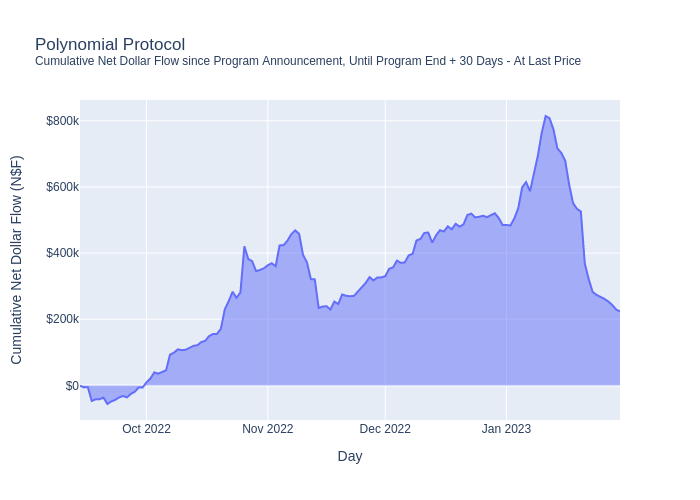 Polynomial Protocol
Cumulative Net Dollar Flow since Program Announcement, Until Program End + 30 Days - At Last Price
Cumulative Net Dollar Flow (N$F)
$800k
$600k
$400k
$200k
$0
Oct 2022
Nov 2022
Dec 2022
Jan 2023
Day